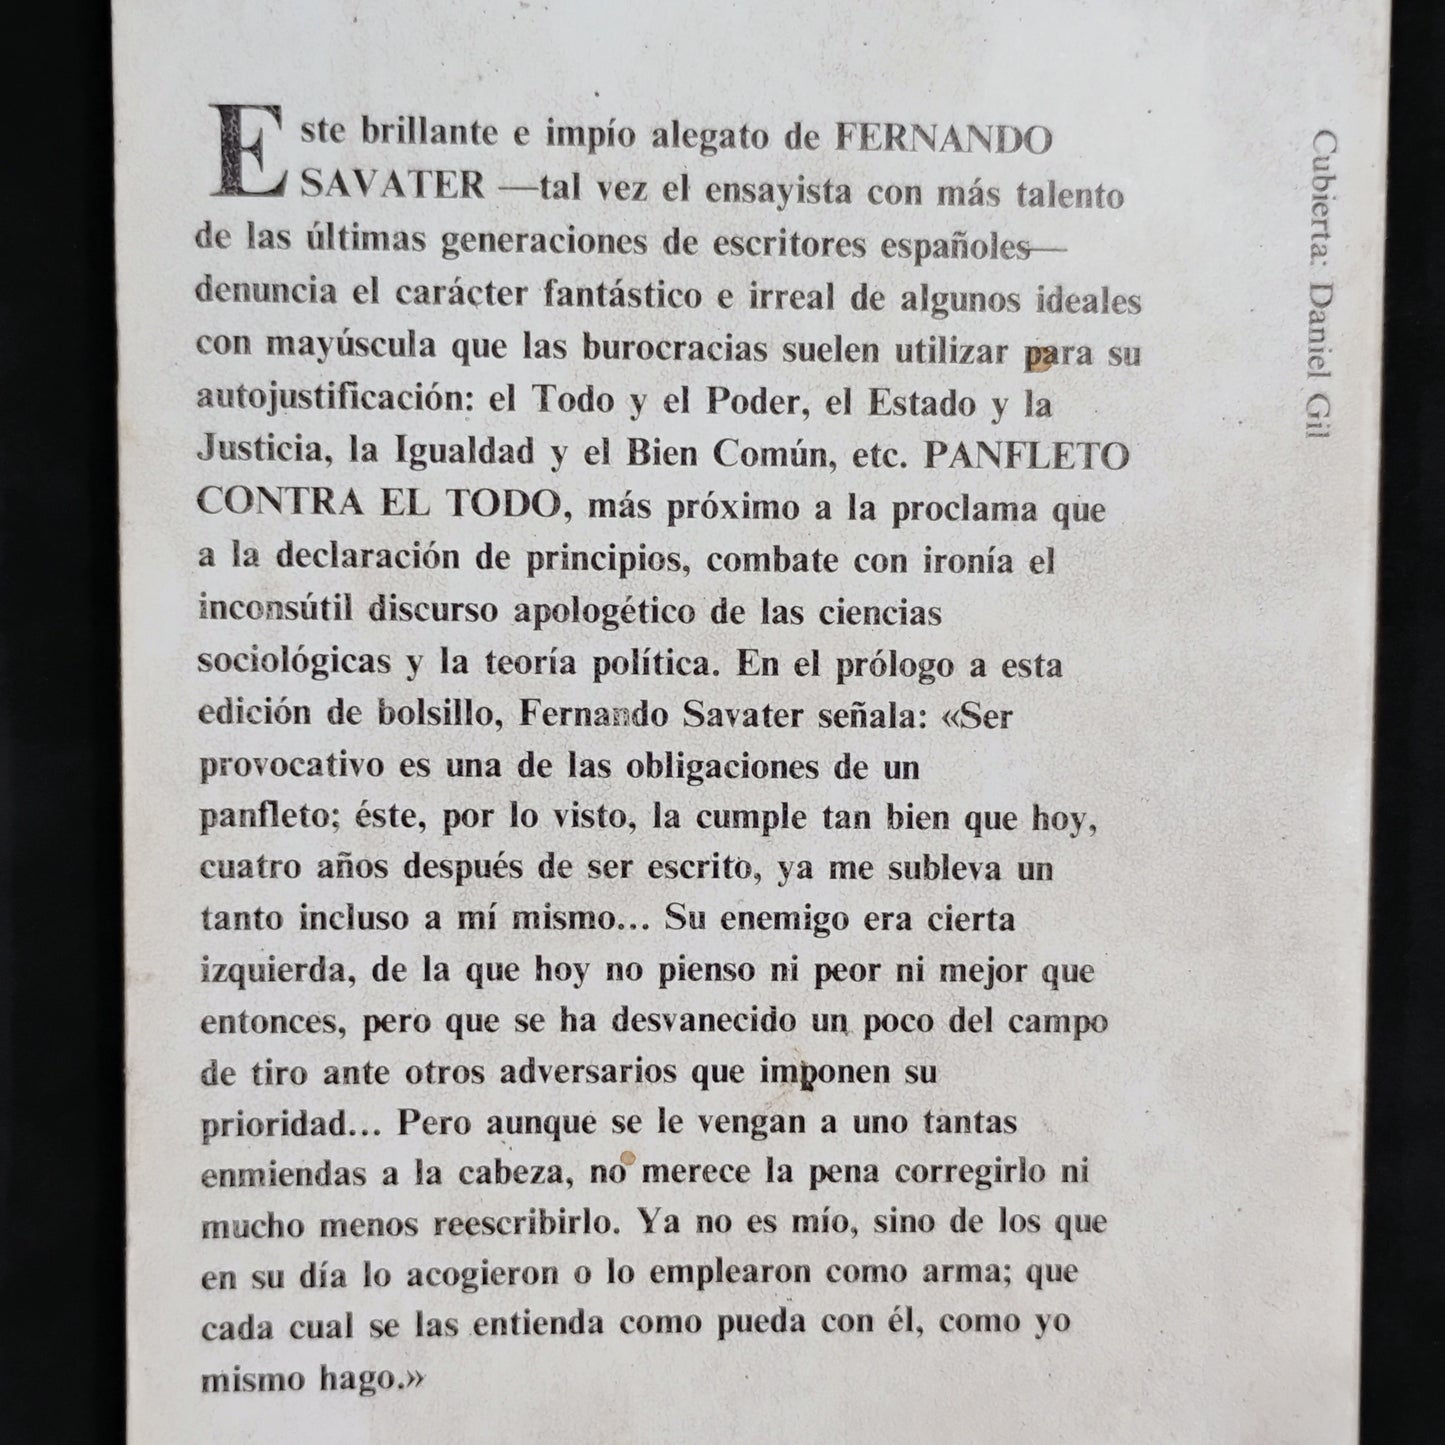 Este brillante e impío alegato de FERNANDO
SAVATER —tal vez el ensayista con más talento
de las últimas generaciones de escritores españoles—
denuncia el carácter fantástico e irreal de algunos ideales
con mayúscula que las burocracias suelen utilizar para su
autojustificación: el Todo y el Poder, el Estado y la
Justicia, la Igualdad y el Bien Común, etc. PANFLETO
CONTRA EL TODO, más próximo a la proclama que
a la declaración de principios, combate con ironía el
inconsútil discurso apologético de las ciencias
sociológicas y la teoría política. En el prólogo a esta
edición de bolsillo, Fernando Savater señala: «Ser
provocativo es una de las obligaciones de un
panfleto; éste, por lo visto, la cumple tan bien que hoy,
cuatro años después de ser escrito, ya me subleva un
tanto incluso a mí mismo... Su enemigo era cierta
izquierda, de la que hoy no pienso ni peor ni mejor que
entonces, pero que se ha desvanecido un poco del campo
de tiro ante otros adversarios que imponen su
prioridad... Pero aunque se le vengan a uno tantas
enmiendas a la cabeza, no merece la pena corregirlo ni
mucho menos reescribirlo. Ya no es mío, sino de los que
en su día lo acogieron o lo emplearon como arma; que
cada cual se las entienda como pueda con él, como yo
mismo hago.»
Cubierta: Daniel Gil